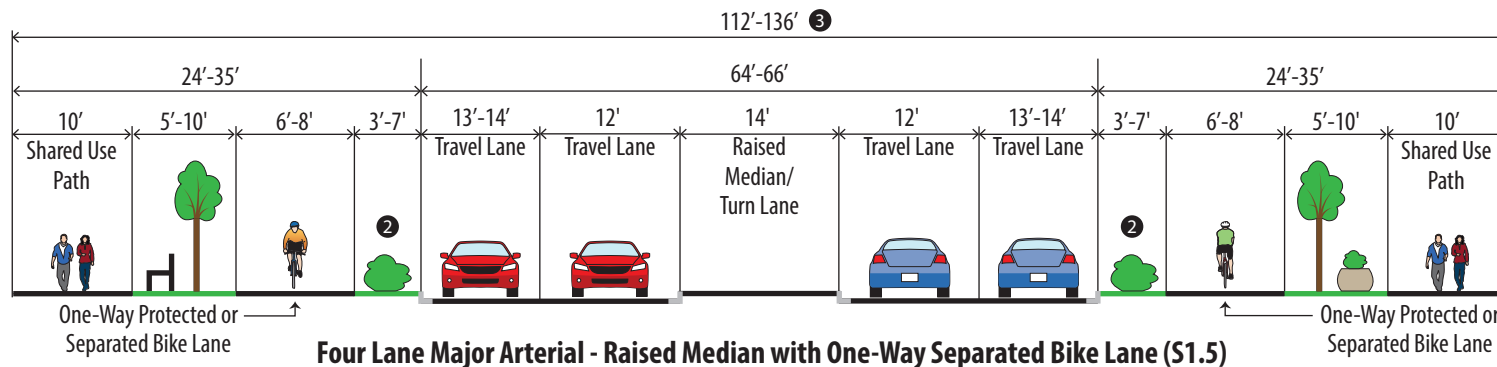 112′-136′ ❸
24′-35′ 64′-66′ 24′-35′
10′ 5′-10′ 6′-8′ 3′-7′ 13′-14′ 12′ 14′ 12′ 13′-14′ 3′-7′ 6′-8′ 5′-10′ 10′
Shared Use
Path
Travel Lane
Travel Lane
Raised
Median/
Turn Lane
Travel Lane
Travel Lane
Shared Use
Path
❷
❷
One-Way Protected or
Separated Bike Lane
One-Way Protected or
Separated Bike Lane
Four Lane Major Arterial - Raised Median with One-Way Separated Bike Lane (S1.5)